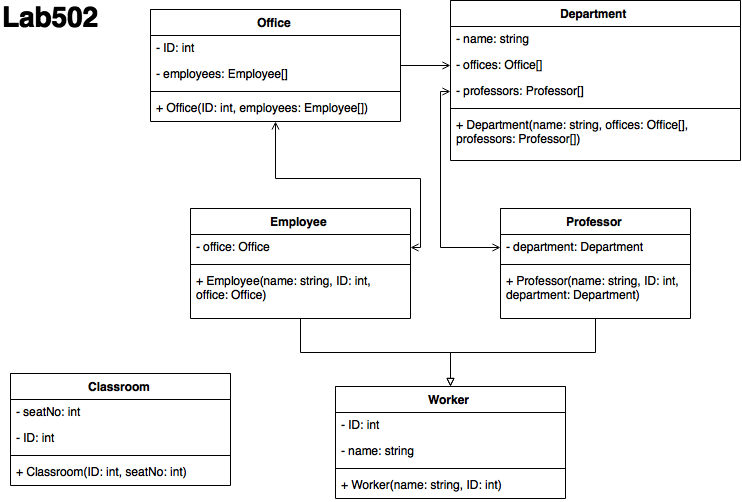 Lab502
Office
- ID: int
- employees: Employee[]
+ Office(ID: int, employees: Employee[])
Department
- name: string
- offices: Office[]
- professors: Professor[]
+ Department(name: string, offices: Office[],
professors: Professor[])
Employee
- office: Office
+ Employee(name: string, ID: int,
office: Office)
Professor
- department: Department
+ Professor(name: string, ID: int,
department: Department)
Classroom
- seatNo: int
- ID: int
+ Classroom(ID: int, seatNo: int)
Worker
- ID: int
- name: string
+ Worker(name: string, ID: int)